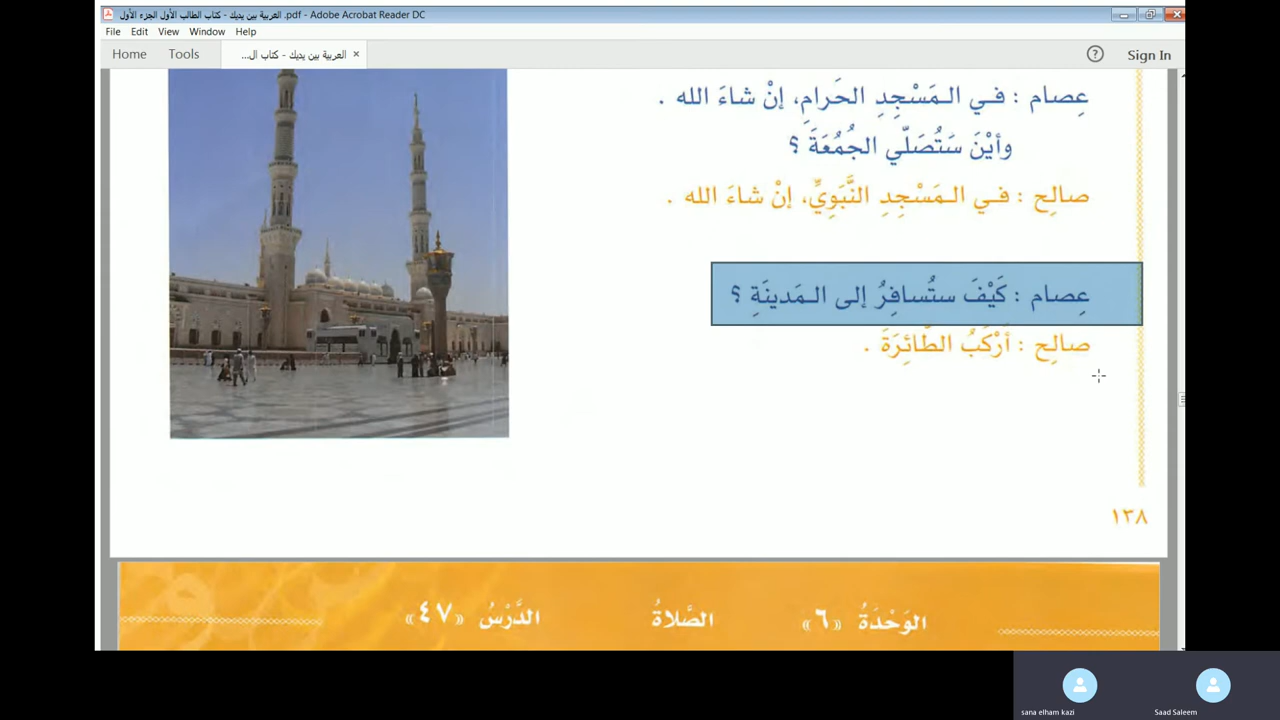 العربية بين يديك - كتاب الطالب الأول الجزء الأول .pdf - Adobe Acrobat Reader DC
File Edit View Window Help
Home Tools العربية بين يديك - كتاب ال... × ? Sign In
عِصام : فـي الـمَسْجِدِ الحَرامِ، إنْ شاءَ الله .
وأيْنَ سَتُصَلّي الجُمُعَةَ ؟
صالِح : فـي الـمَسْجِدِ النَّبَوِيِّ، إنْ شاءَ الله .
عِصام : كَيْفَ ستُسافِرُ إلى الـمَدينَةِ ؟
صالِح : أرْكَبُ الطَّائِرَةَ .
١٣٨
الوَحْدَةُ «٦» الصَّلاةُ الدَّرْسُ «٤٧»
sana elham kazi Saad Saleem